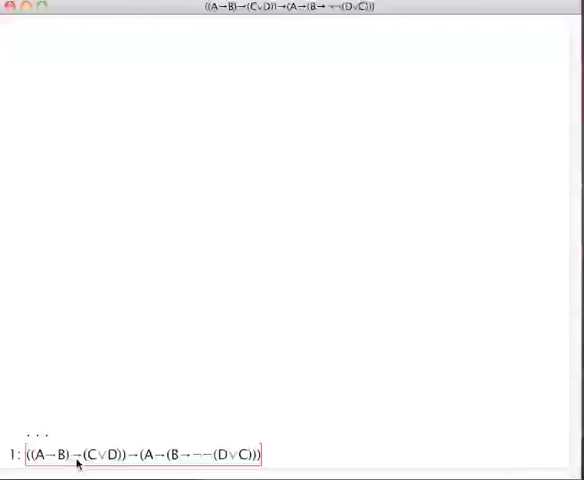 ((A→B)→(C∨D))→(A→(B→¬¬(D∨C)))
. . .
1: ((A→B)→(C∨D))→(A→(B→¬¬(D∨C)))